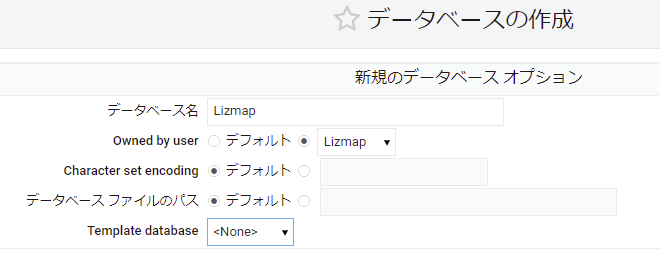 データベースの作成
新規のデータベース オプション
データベース名 Lizmap
Owned by user デフォルト Lizmap
Character set encoding デフォルト
データベース ファイルのパス デフォルト
Template database <None>